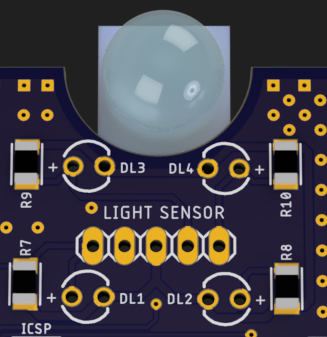 R9
+
DL3
DL4
+
R10
LIGHT SENSOR
R7
+
DL1
DL2
+
R8
ICSP